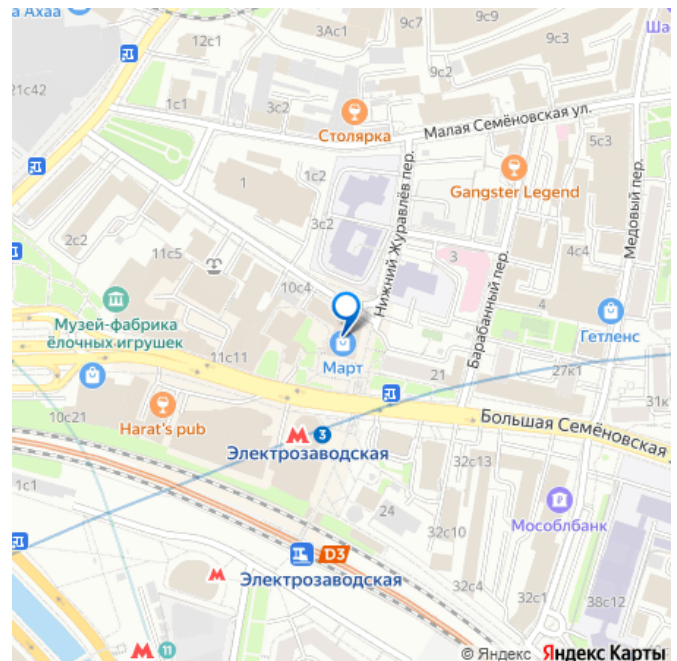 а Ахаа
12с1
3Ас1
9с7
9с2
9с1
9с3
Ша
21с42
1с1
3с2
Столярка
Малая Семёновская ул.
5с3
1
1с2
Gangster Legend
Нижний Журавлёв пер.
Медовый пер.
3с2
2с2
11с5
10с4
3
Барабанный пер.
4с4
4
Музей-фабрика
ёлочных игрушек
Гетленс
11с11
Март
21
27к1
31к
10с21
Harat's pub
3
Электрозаводская
Большая Семёновская
32с13
1с1
24
32с10
Мособлбанк
D3
Электрозаводская
32с4
32с1
38с12
11
© Яндекс Яндекс Карты